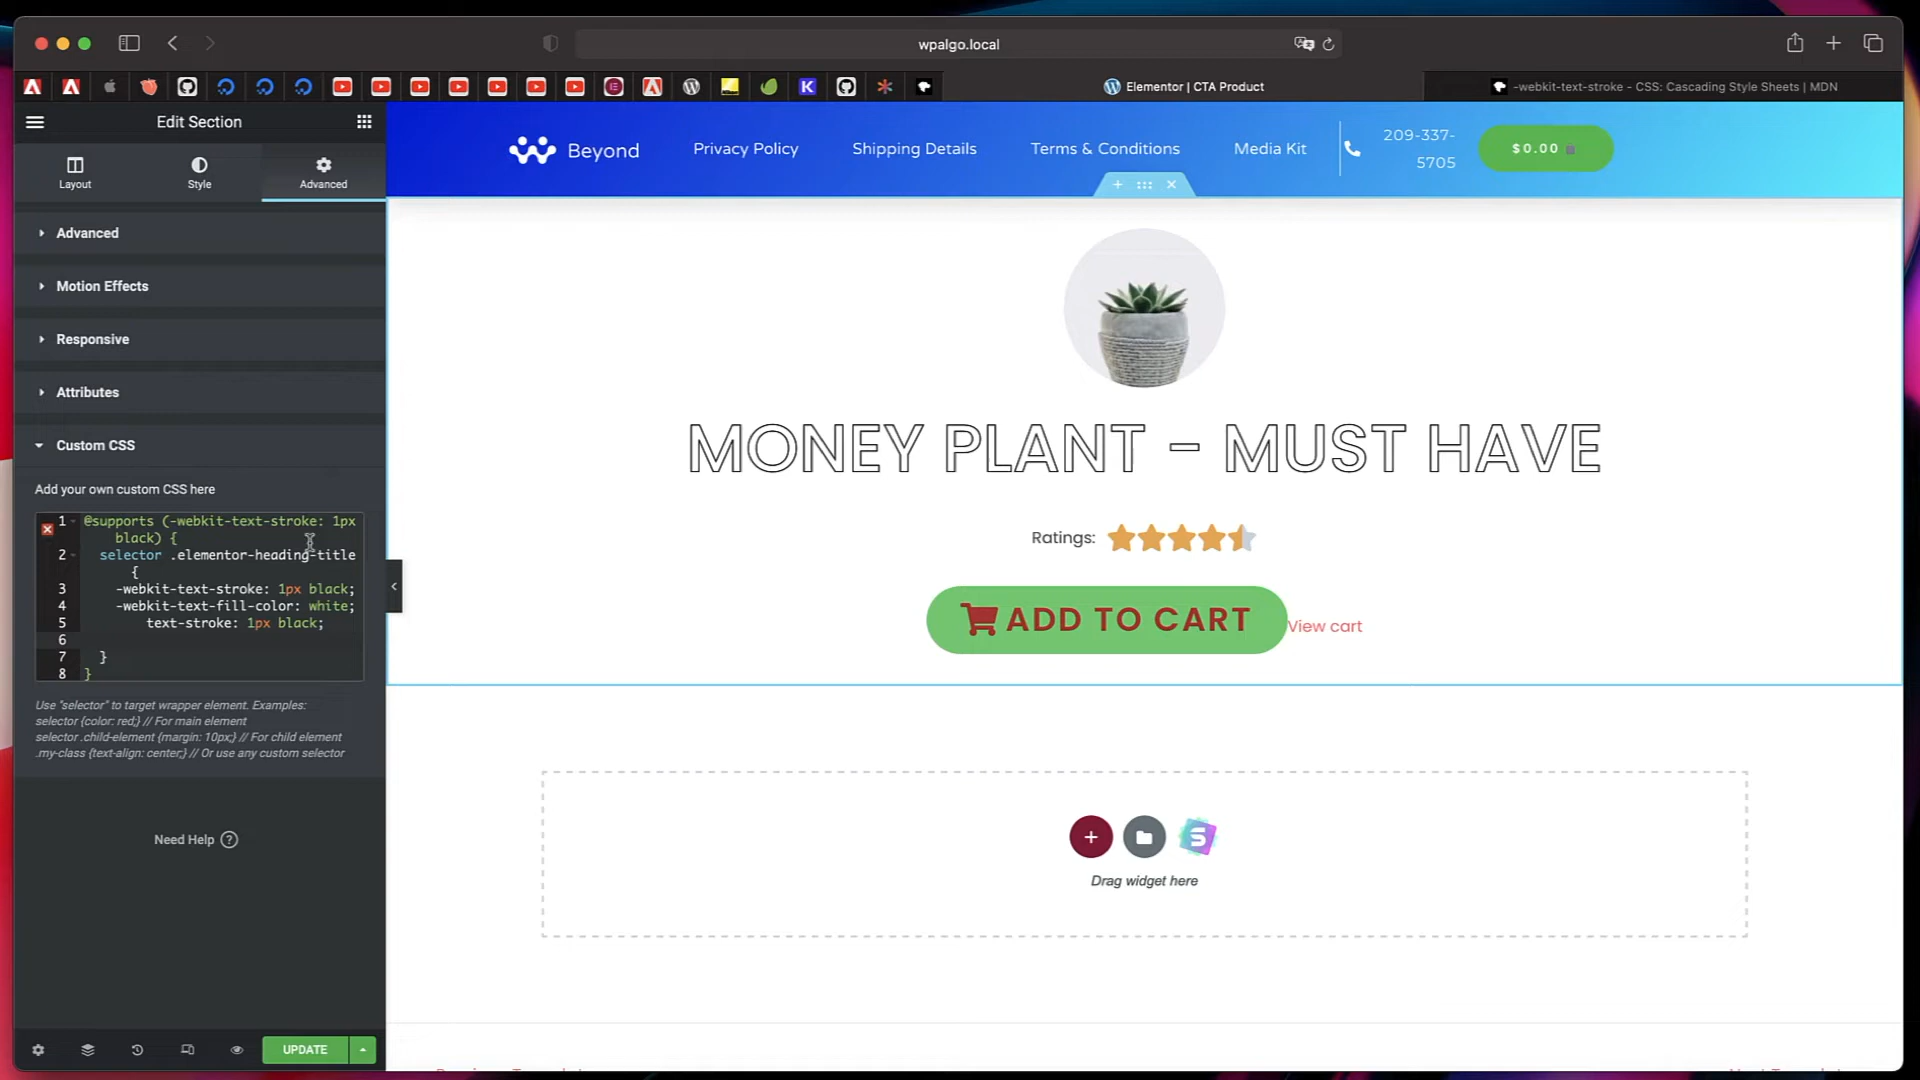 wpalgo.local
Elementor | CTA Product
-webkit-text-stroke - CSS: Cascading Style Sheets | MDN
Edit Section
Layout
Style
Advanced
Advanced
Motion Effects
Responsive
Attributes
Custom CSS
Add your own custom CSS here
1 @supports (-webkit-text-stroke: 1px
black) {
2 selector .elementor-heading-title
{
3 -webkit-text-stroke: 1px black;
4 -webkit-text-fill-color: white;
5 text-stroke: 1px black;
6
7 }
8 }
Use "selector" to target wrapper element. Examples:
selector {color: red;} // For main element
selector .child-element {margin: 10px;} // For child element
.my-class {text-align: center;} // Or use any custom selector
Need Help ?
UPDATE
Beyond
Privacy Policy
Shipping Details
Terms & Conditions
Media Kit
209-337-
5705
$0.00
MONEY PLANT – MUST HAVE
Ratings:
ADD TO CART
View cart
S
Drag widget here